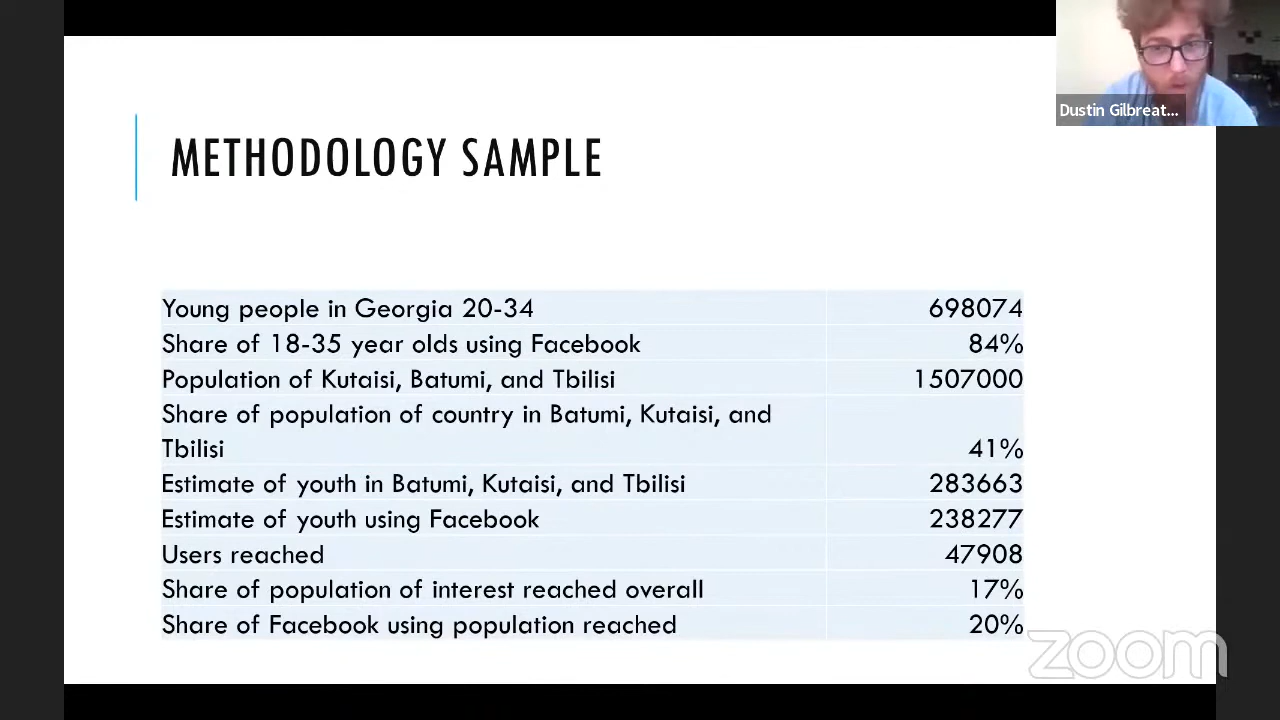 Dustin Gilbreat...
METHODOLOGY SAMPLE
Young people in Georgia 20-34 698074
Share of 18-35 year olds using Facebook 84%
Population of Kutaisi, Batumi, and Tbilisi 1507000
Share of population of country in Batumi, Kutaisi, and
Tbilisi 41%
Estimate of youth in Batumi, Kutaisi, and Tbilisi 283663
Estimate of youth using Facebook 238277
Users reached 47908
Share of population of interest reached overall 17%
Share of Facebook using population reached 20%
zoom